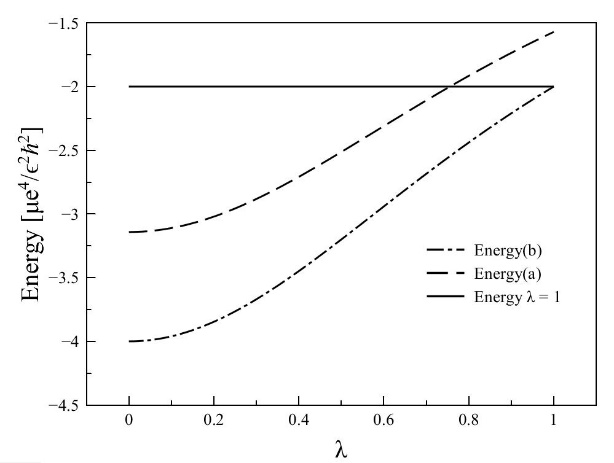 Energy [μe⁴/ϵ²ℏ²]
−1.5
−2
−2.5
−3
−3.5
−4
−4.5
Energy(b)
Energy(a)
Energy λ = 1
0
0.2
0.4
0.6
0.8
1
λ